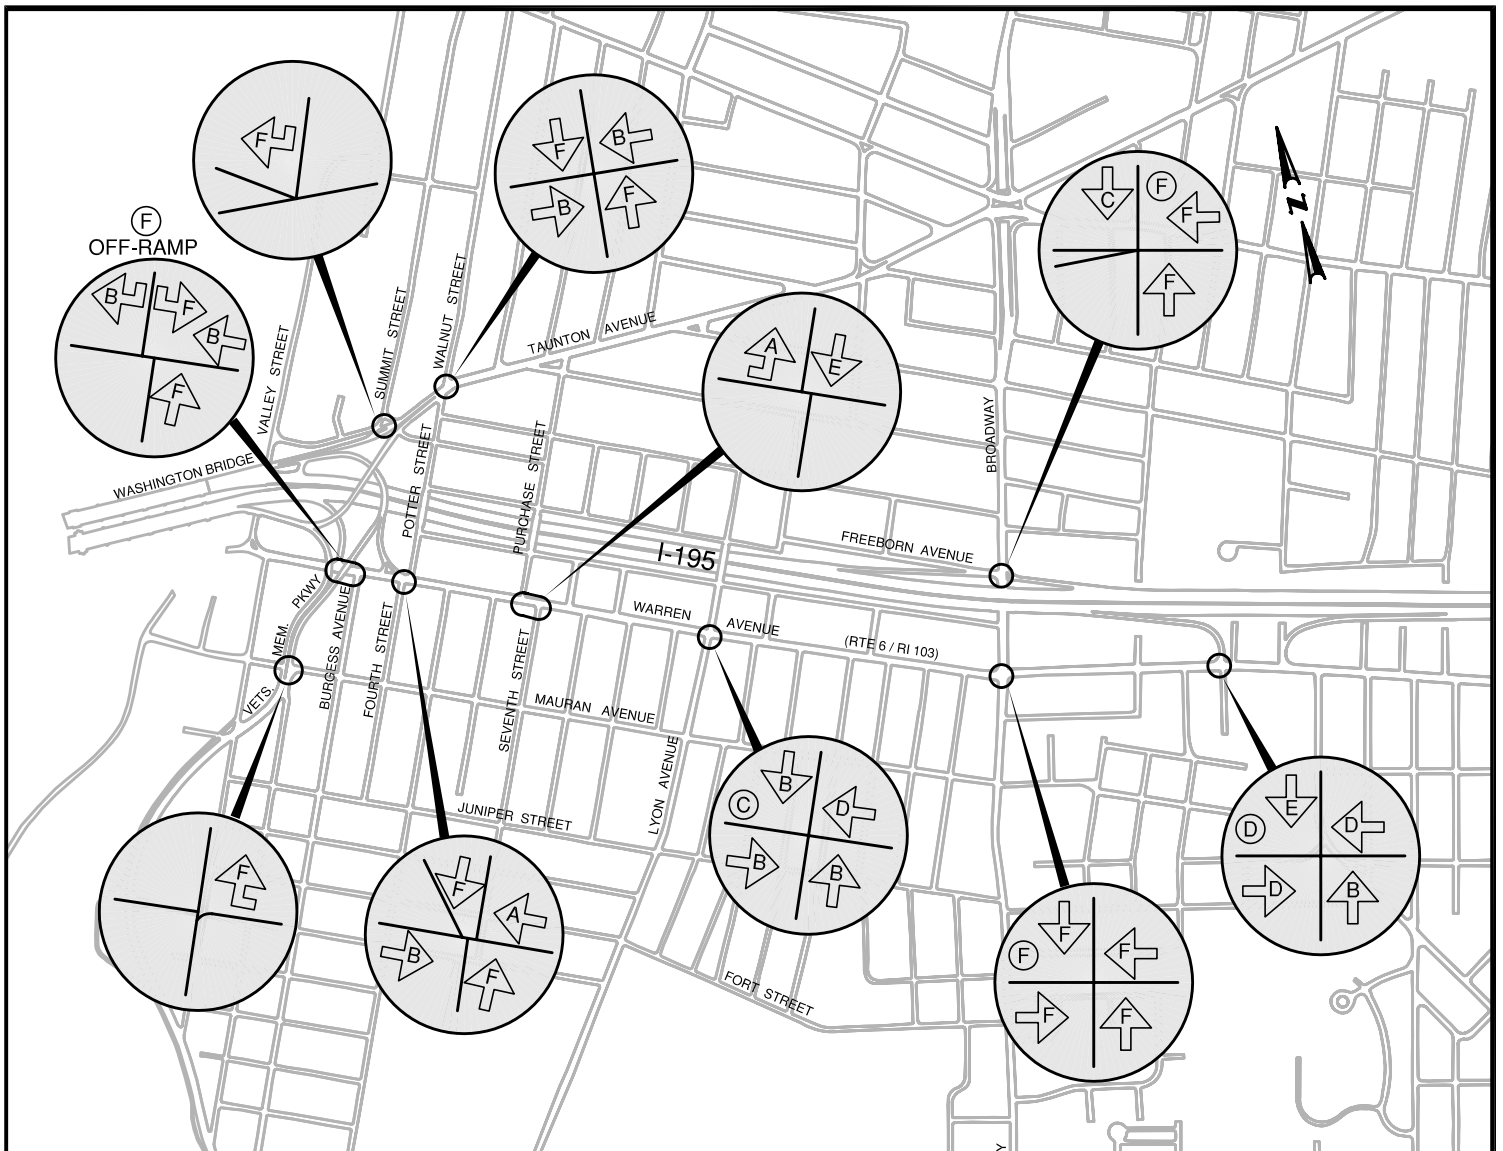 F
F
B
B
F
F
OFF-RAMP
B
F
B
F
C
F
F
F
N
A
E
VALLEY STREET
SUMMIT STREET
WALNUT STREET
TAUNTON AVENUE
WASHINGTON BRIDGE
POTTER STREET
PURCHASE STREET
BROADWAY
I-195
FREEBORN AVENUE
PKWY
MEM.
VETS.
BURGESS AVENUE
FOURTH STREET
SEVENTH STREET
WARREN AVENUE
(RTE 6 / RI 103)
MAURAN AVENUE
LYON AVENUE
JUNIPER STREET
FORT STREET
F
F
A
B
F
C
B
D
B
B
F
F
F
F
F
D
E
D
D
B
Y